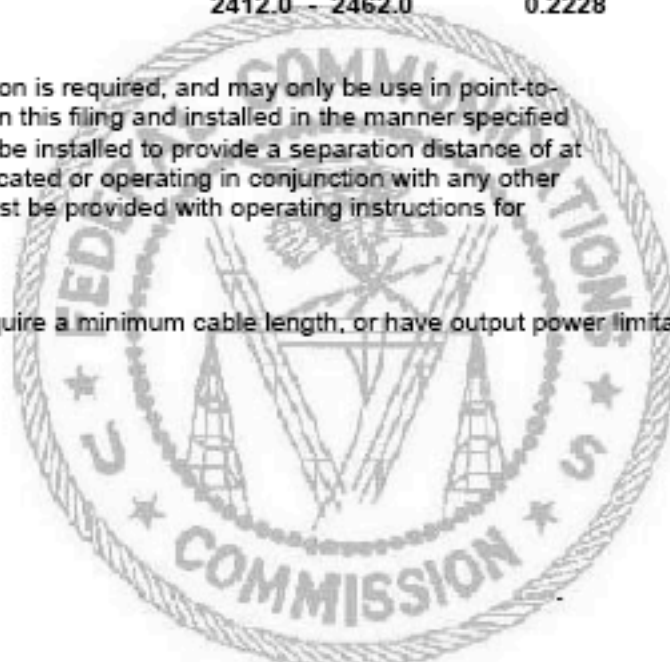 2412.0 - 2462.0 0.2228
on is required, and may only be use in point-to-
n this filing and installed in the manner specified
be installed to provide a separation distance of at
cated or operating in conjunction with any other
st be provided with operating instructions for
quire a minimum cable length, or have output power limita
FEDERAL COMMUNICATIONS
COMMISSION
U S